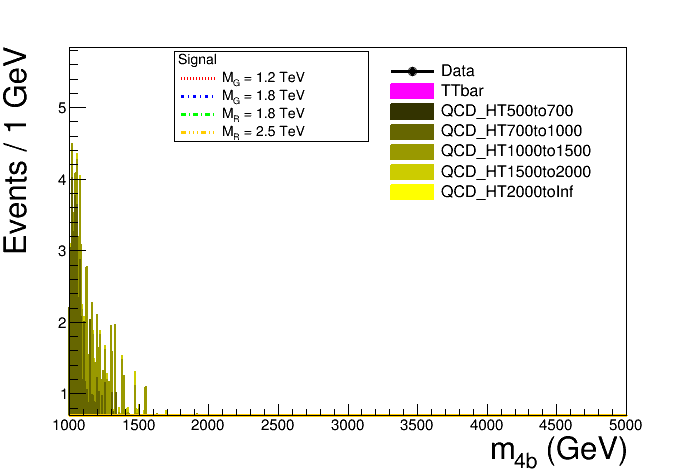 Signal
M_G = 1.2 TeV
M_G = 1.8 TeV
M_R = 1.8 TeV
M_R = 2.5 TeV
Data
TTbar
QCD_HT500to700
QCD_HT700to1000
QCD_HT1000to1500
QCD_HT1500to2000
QCD_HT2000toInf
Events / 1 GeV
5
4
3
2
1
1000 1500 2000 2500 3000 3500 4000 4500 5000
m_4b (GeV)